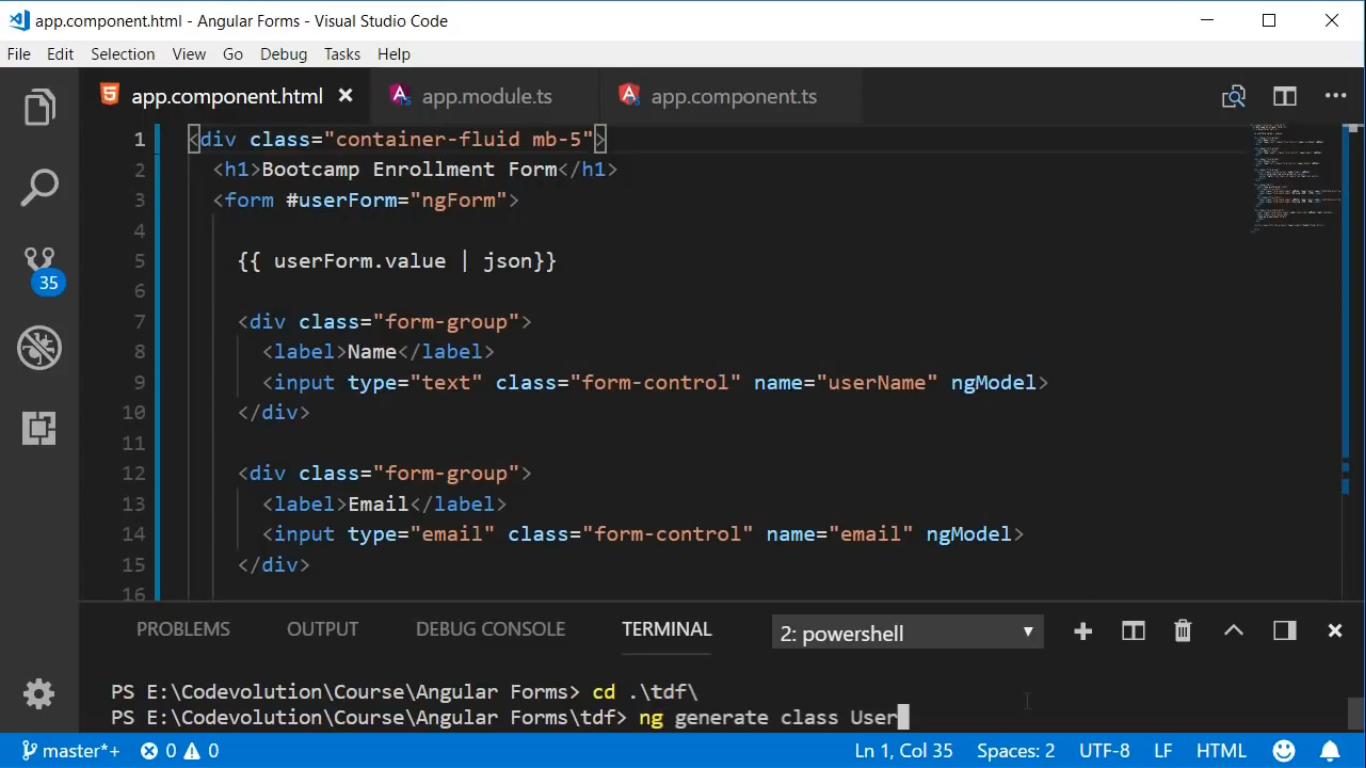 app.component.html - Angular Forms - Visual Studio Code
File Edit Selection View Go Debug Tasks Help
app.component.html app.module.ts app.component.ts
1 <div class="container-fluid mb-5">
2 <h1>Bootcamp Enrollment Form</h1>
3 <form #userForm="ngForm">
4
5 {{ userForm.value | json}}
6
7 <div class="form-group">
8 <label>Name</label>
9 <input type="text" class="form-control" name="userName" ngModel>
10 </div>
11
12 <div class="form-group">
13 <label>Email</label>
14 <input type="email" class="form-control" name="email" ngModel>
15 </div>
16
35
PROBLEMS OUTPUT DEBUG CONSOLE TERMINAL 2: powershell
PS E:\Codevolution\Course\Angular Forms> cd .\tdf\
PS E:\Codevolution\Course\Angular Forms\tdf> ng generate class User
master*+ 0 0 Ln 1, Col 35 Spaces: 2 UTF-8 LF HTML